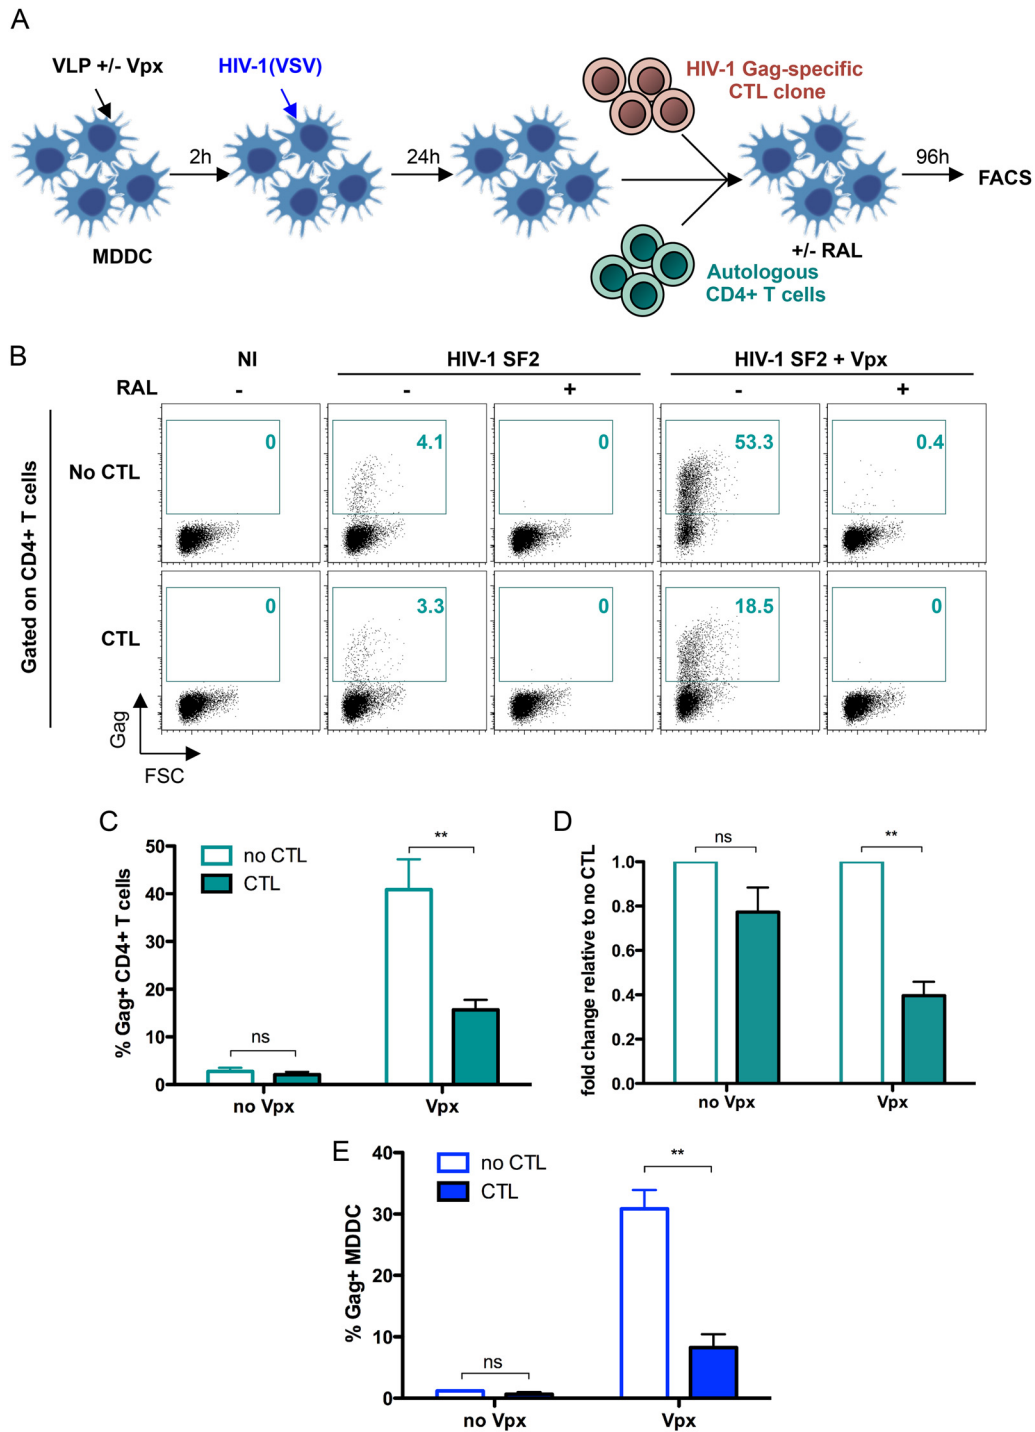 A
VLP +/- Vpx
HIV-1(VSV)
HIV-1 Gag-specific
CTL clone
2h
24h
96h
FACS
MDDC
+/- RAL
Autologous
CD4+ T cells
B
NI
HIV-1 SF2
HIV-1 SF2 + Vpx
RAL
- - + - +
Gated on CD4+ T cells
No CTL
0 4.1 0 53.3 0.4
CTL
0 3.3 0 18.5 0
Gag
FSC
C
no CTL
CTL
% Gag+ CD4+ T cells
50
40
30
20
10
0
ns
**
no Vpx
Vpx
D
fold change relative to no CTL
1.0
0.8
0.6
0.4
0.2
0.0
ns
**
no Vpx
Vpx
E
no CTL
CTL
% Gag+ MDDC
40
30
20
10
0
ns
**
no Vpx
Vpx